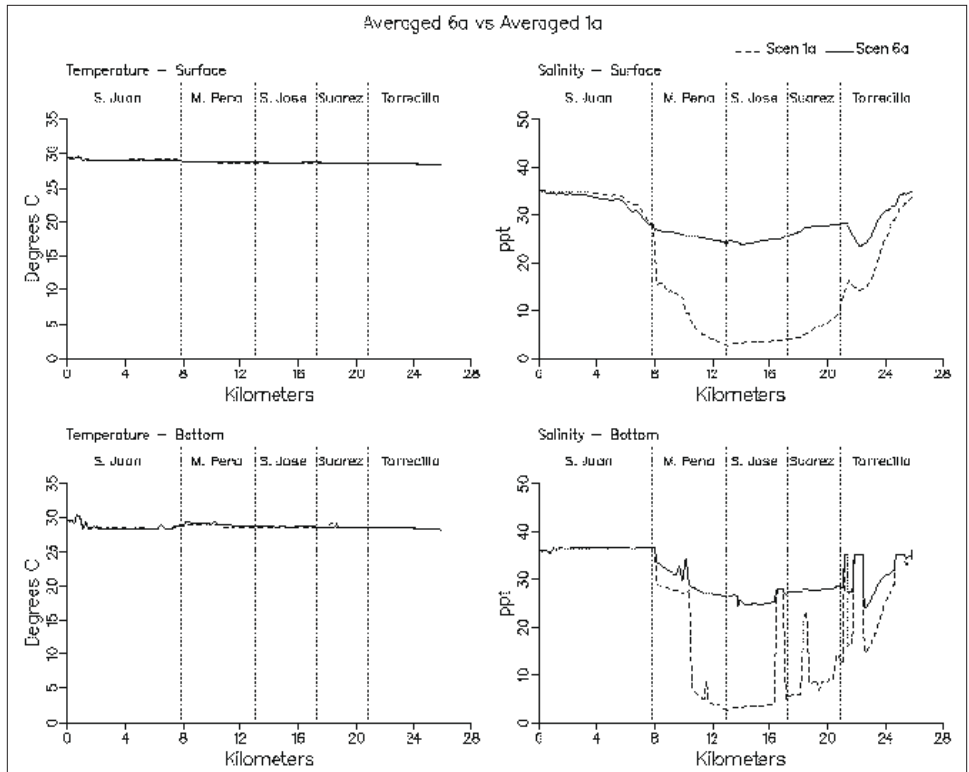 Averaged 6a vs Averaged 1a
Scen 1a Scen 6a
Temperature – Surface
S. Juan M. Pena S. Jose Suarez Torrecilla
35
30
25
20
15
10
5
0
Degrees C
0 4 8 12 16 20 24 28
Kilometers
Salinity – Surface
S. Juan M. Pena S. Jose Suarez Torrecilla
50
40
30
20
10
0
ppt
0 4 8 12 16 20 24 28
Kilometers
Temperature – Bottom
S. Juan M. Pena S. Jose Suarez Torrecilla
35
30
25
20
15
10
5
0
Degrees C
0 4 8 12 16 20 24 28
Kilometers
Salinity – Bottom
S. Juan M. Pena S. Jose Suarez Torrecilla
50
40
30
20
10
0
ppt
0 4 8 12 16 20 24 28
Kilometers